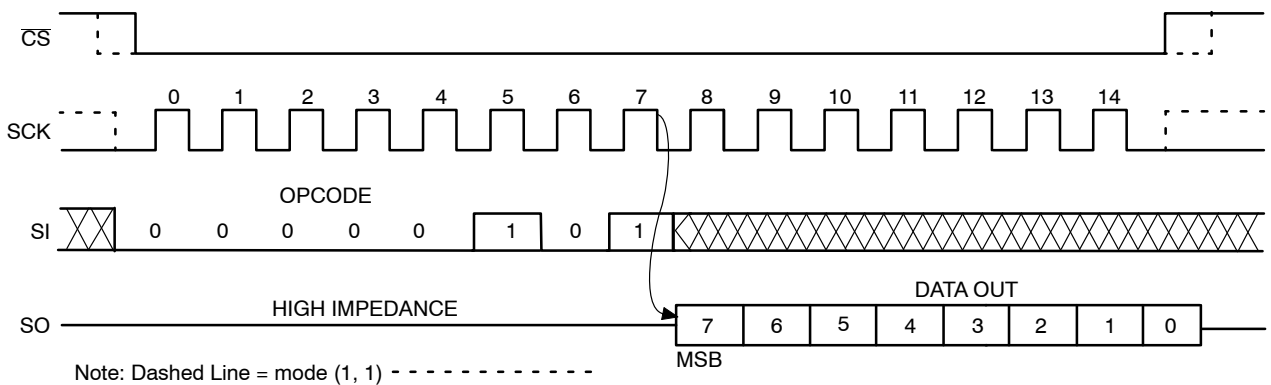 CS
0 1 2 3 4 5 6 7 8 9 10 11 12 13 14
SCK
OPCODE
SI 0 0 0 0 0 1 0 1
DATA OUT
HIGH IMPEDANCE
SO 7 6 5 4 3 2 1 0
MSB
Note: Dashed Line = mode (1, 1)